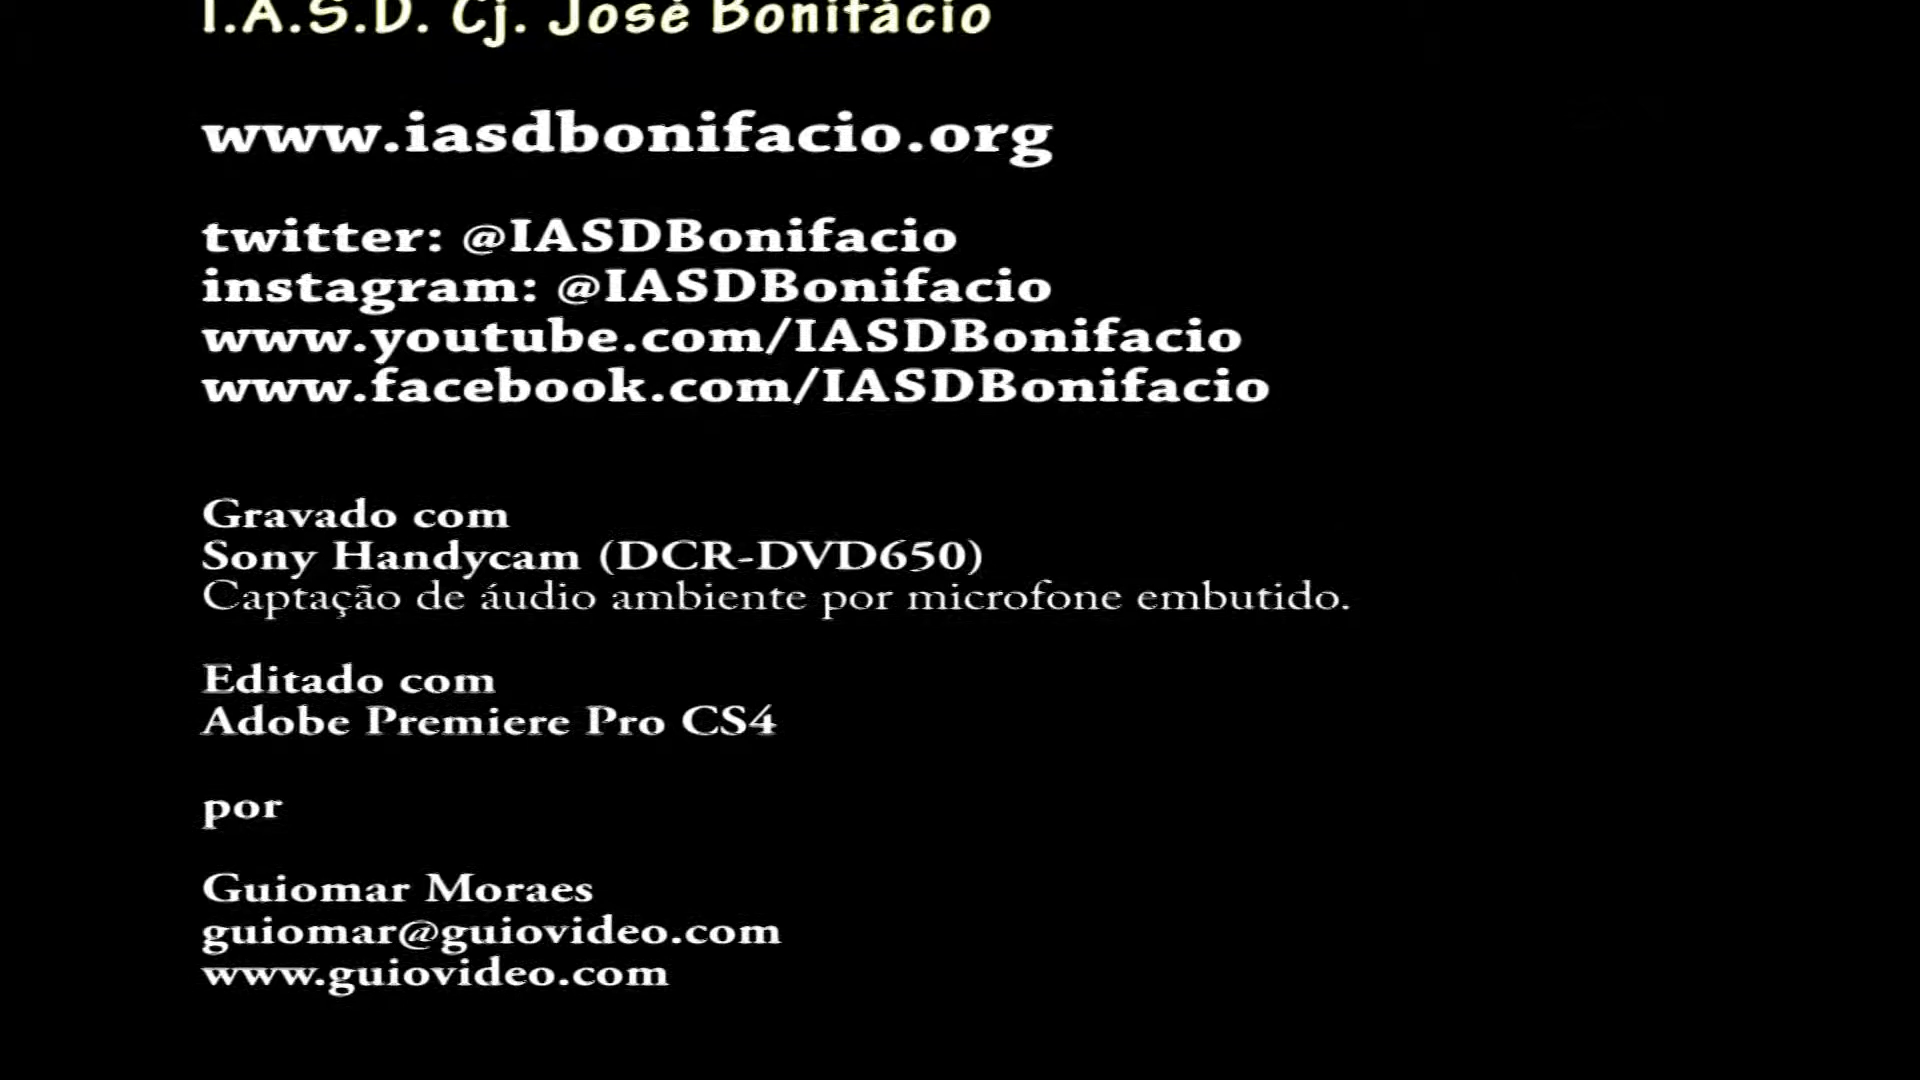 I.A.S.D. Cj. José Bonifácio
www.iasdbonifacio.org
twitter: @IASDBonifacio
instagram: @IASDBonifacio
www.youtube.com/IASDBonifacio
www.facebook.com/IASDBonifacio
Gravado com
Sony Handycam (DCR-DVD650)
Captação de áudio ambiente por microfone embutido.
Editado com
Adobe Premiere Pro CS4
por
Guiomar Moraes
guiomar@guiovideo.com
www.guiovideo.com